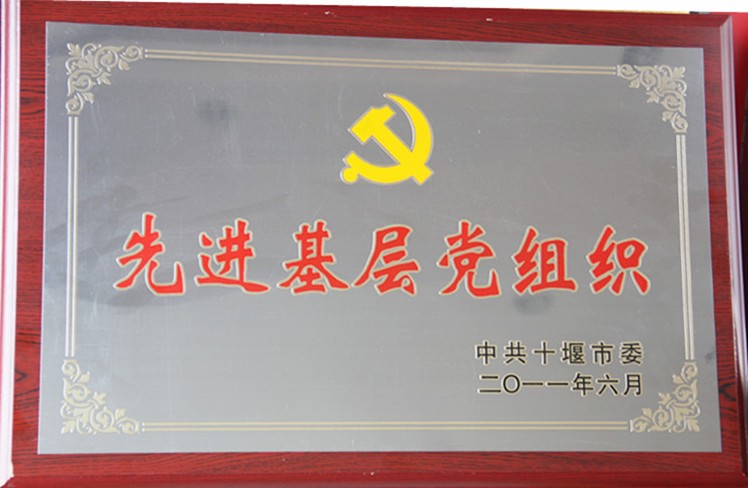 先进基层党组织
中共十堰市委
二〇一一年六月